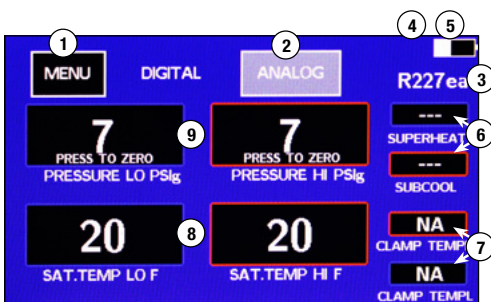 1
2
4
5
MENU
DIGITAL
ANALOG
R227ea
3
7
PRESS TO ZERO
PRESSURE LO PSIg
9
7
PRESS TO ZERO
PRESSURE HI PSIg
---
SUPERHEAT
6
---
SUBCOOL
20
SAT.TEMP LO F
8
20
SAT.TEMP HI F
NA
CLAMP TEMPL
7
NA
CLAMP TEMPL